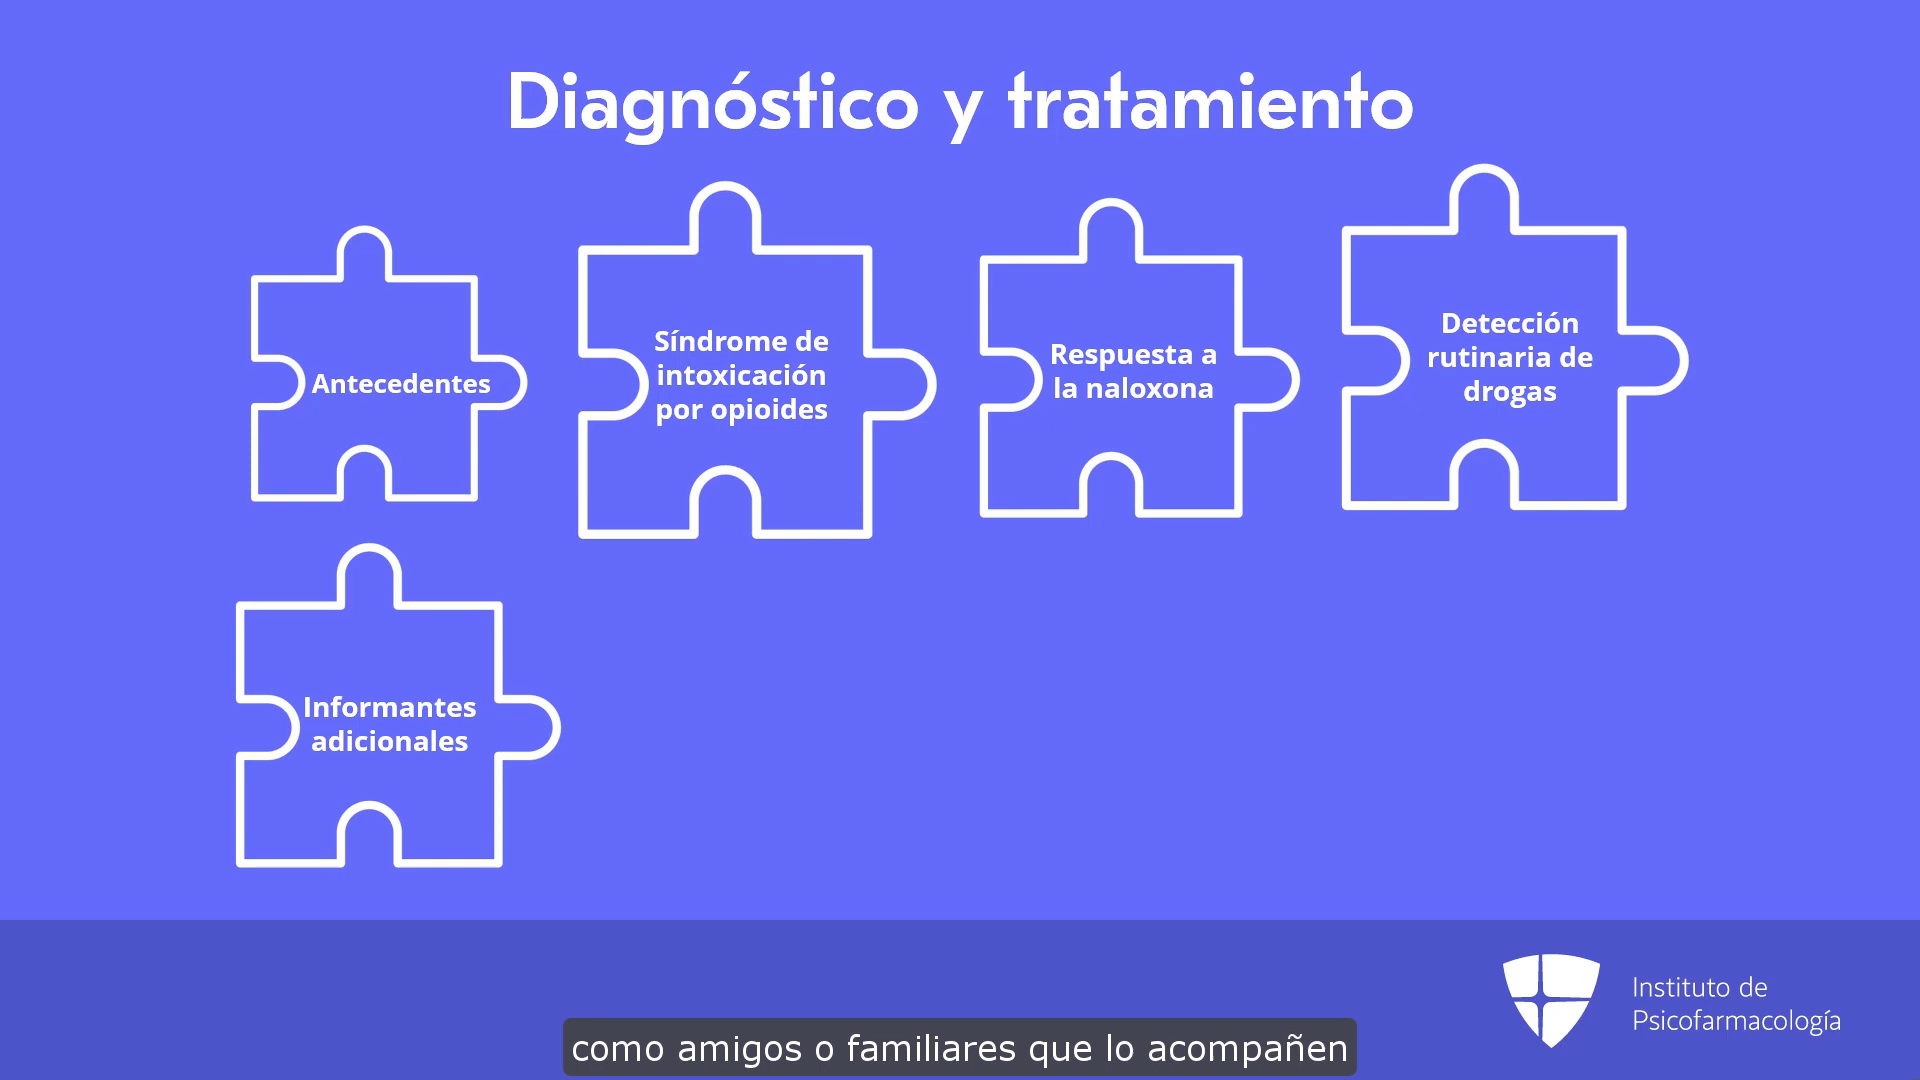 Diagnóstico y tratamiento
Antecedentes
Síndrome de
intoxicación
por opioides
Respuesta a
la naloxona
Detección
rutinaria de
drogas
Informantes
adicionales
Instituto de
Psicofarmacología
como amigos o familiares que lo acompañen